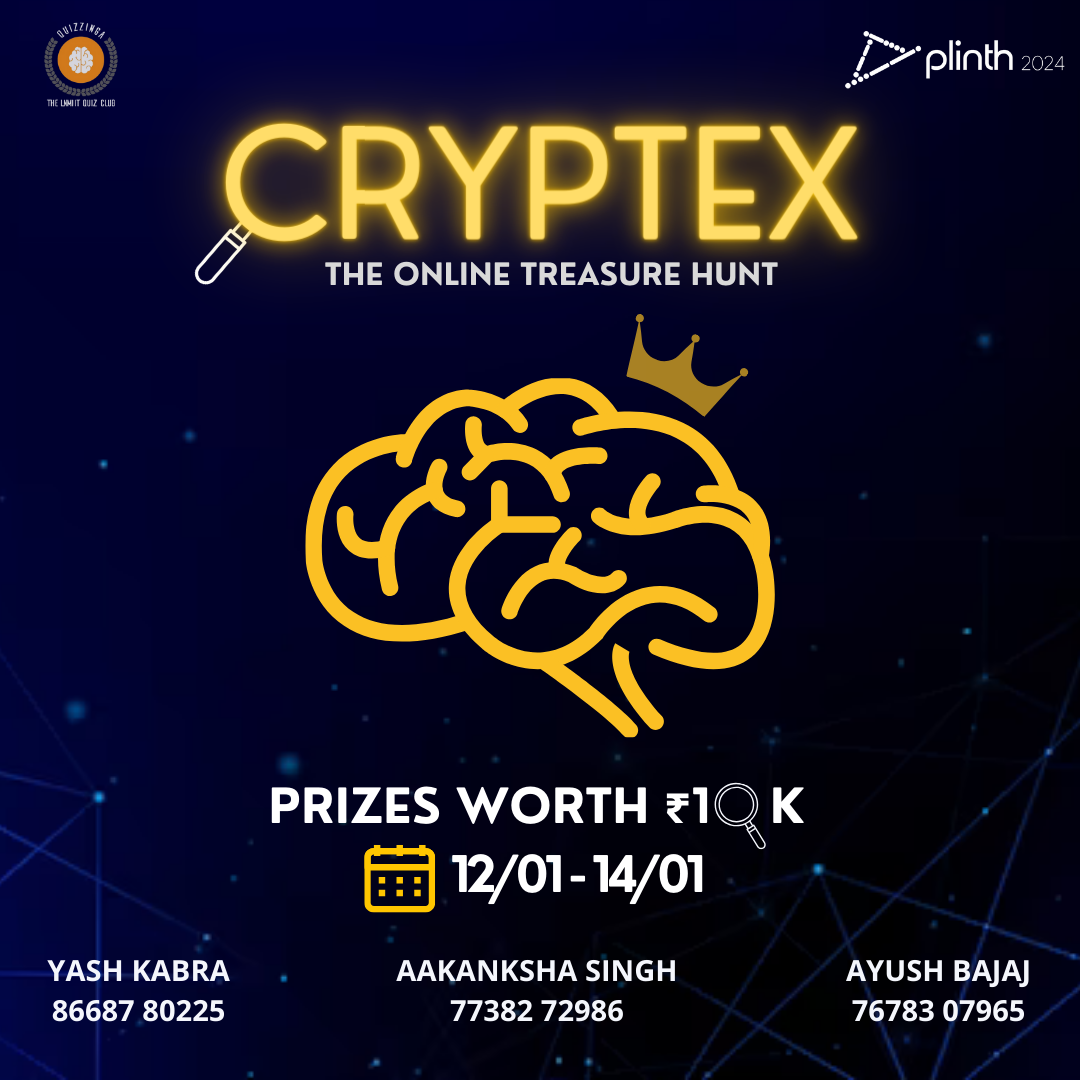 QUIZZINGA
THE LNMIIT QUIZ CLUB
plinth 2024
CRYPTEX
THE ONLINE TREASURE HUNT
PRIZES WORTH ₹10K
12/01 - 14/01
YASH KABRA
86687 80225
AAKANKSHA SINGH
77382 72986
AYUSH BAJAJ
76783 07965